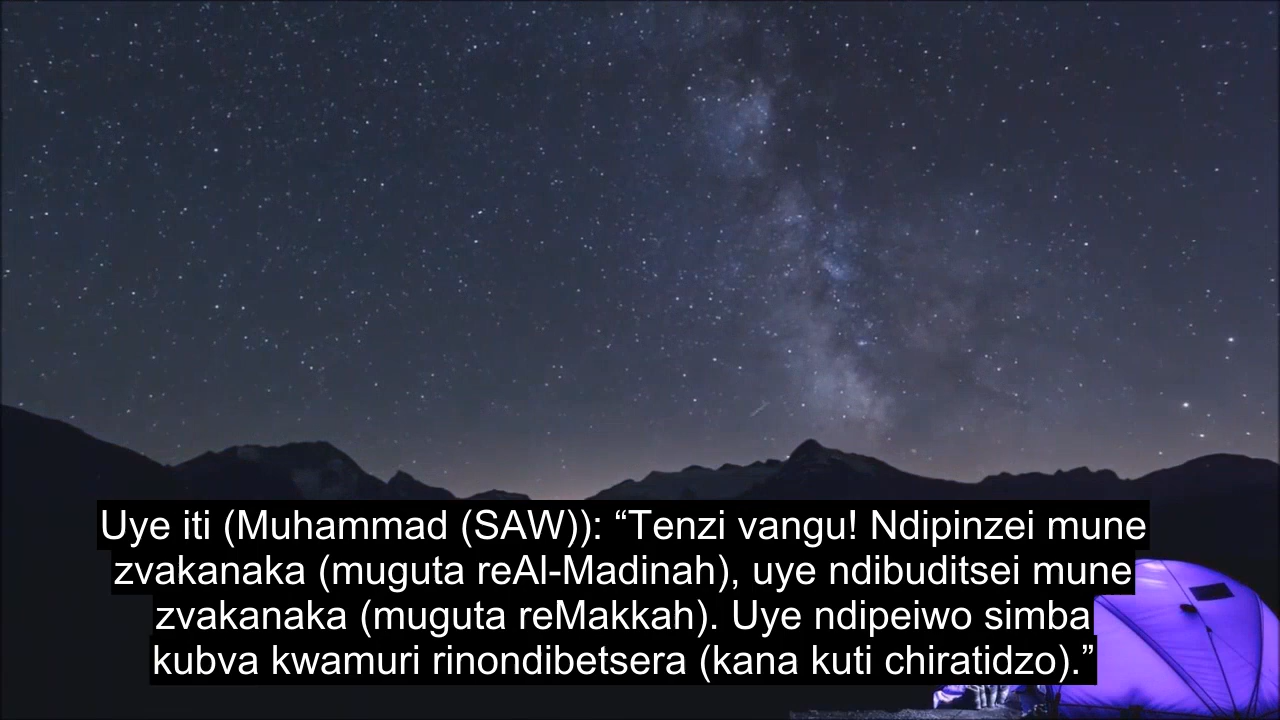 Uye iti (Muhammad (SAW)): “Tenzi vangu! Ndipinzei mune
zvakanaka (muguta reAl-Madinah), uye ndibuditsei mune
zvakanaka (muguta reMakkah). Uye ndipeiwo simba
kubva kwamuri rinondibetsera (kana kuti chiratidzo).”